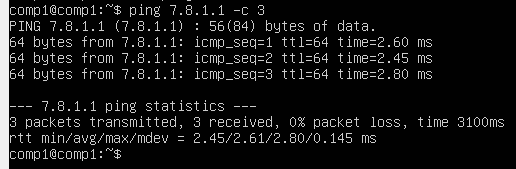 comp1@comp1:~$ ping 7.8.1.1 -c 3
PING 7.8.1.1 (7.8.1.1) : 56(84) bytes of data.
64 bytes from 7.8.1.1: icmp_seq=1 ttl=64 time=2.60 ms
64 bytes from 7.8.1.1: icmp_seq=2 ttl=64 time=2.45 ms
64 bytes from 7.8.1.1: icmp_seq=3 ttl=64 time=2.80 ms
--- 7.8.1.1 ping statistics ---
3 packets transmitted, 3 received, 0% packet loss, time 3100ms
rtt min/avg/max/mdev = 2.45/2.61/2.80/0.145 ms
comp1@comp1:~$